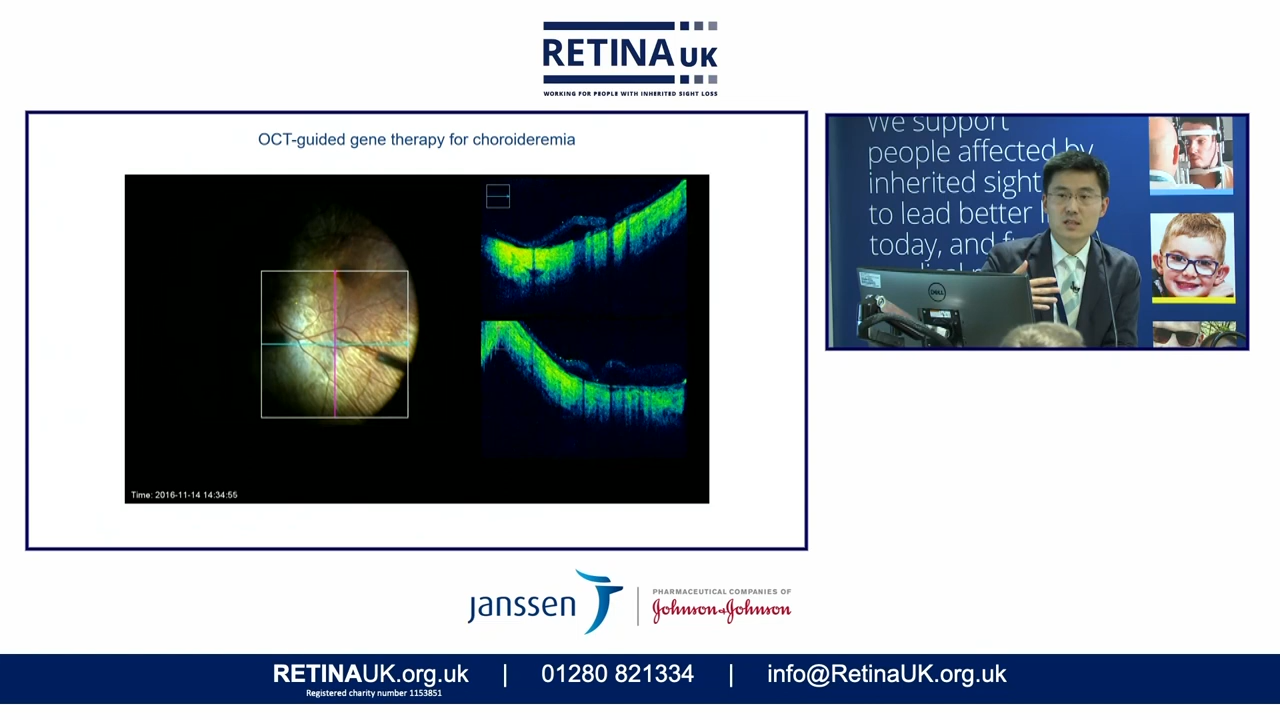 RETINA UK
WORKING FOR PEOPLE WITH INHERITED SIGHT LOSS
OCT-guided gene therapy for choroideremia
Time: 2016-11-14 14:34:55
We support
people affected by
inherited sight
to lead better
today, and
DELL
Janssen
PHARMACEUTICAL COMPANIES OF
Johnson & Johnson
RETINAUK.org.uk | 01280 821334 | info@RetinaUK.org.uk
Registered charity number 1153851